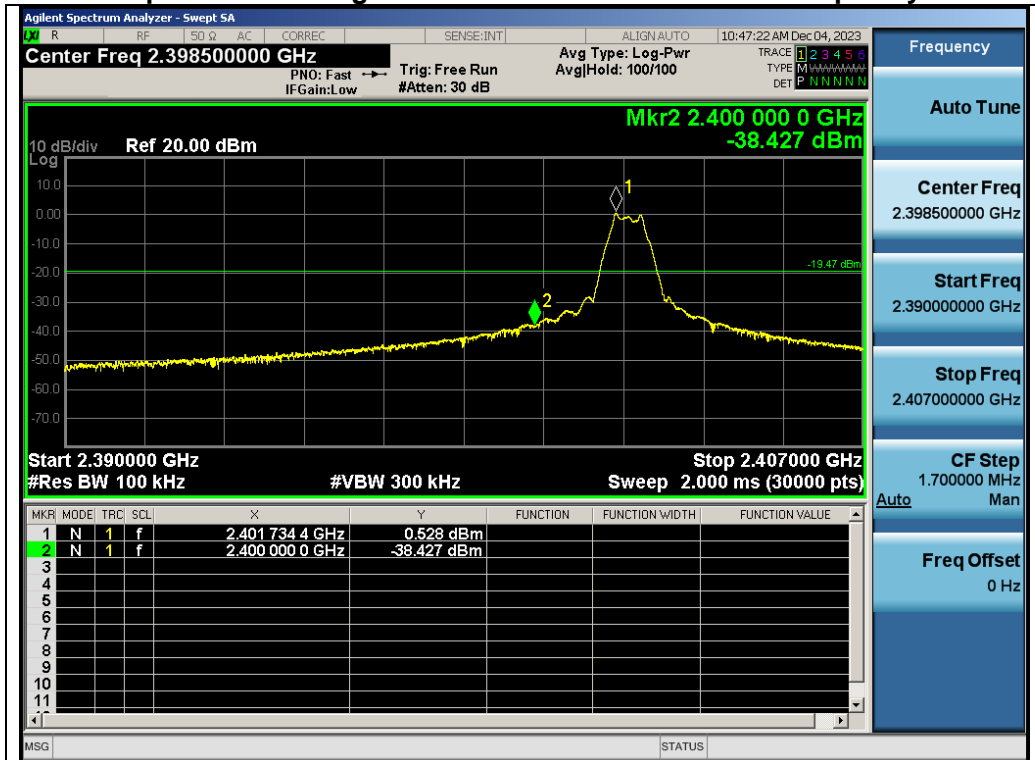 Agilent Spectrum Analyzer - Swept SA
LXI R RF 50 Ω AC CORREC SENSE:INT ALIGN AUTO 10:47:22 AM Dec 04, 2023
Center Freq 2.398500000 GHz
PNO: Fast
IFGain:Low
Trig: Free Run
#Atten: 30 dB
Avg Type: Log-Pwr
Avg|Hold: 100/100
TRACE 1 2 3 4 5 6
TYPE M WWWWW
DET P N N N N N
Mkr2 2.400 000 0 GHz
-38.427 dBm
10 dB/div Ref 20.00 dBm
Log
10.0
0.00
-10.0
-20.0
-30.0
-40.0
-50.0
-60.0
-70.0
1
2
-19.47 dBm
Start 2.390000 GHz Stop 2.407000 GHz
#Res BW 100 kHz #VBW 300 kHz Sweep 2.000 ms (30000 pts)
MKR MODE TRC SCL X Y FUNCTION FUNCTION WIDTH FUNCTION VALUE
1 N 1 f 2.401 734 4 GHz 0.528 dBm
2 N 1 f 2.400 000 0 GHz -38.427 dBm
3
4
5
6
7
8
9
10
11
MSG STATUS
Frequency
Auto Tune
Center Freq
2.398500000 GHz
Start Freq
2.390000000 GHz
Stop Freq
2.407000000 GHz
CF Step
1.700000 MHz
Auto Man
Freq Offset
0 Hz